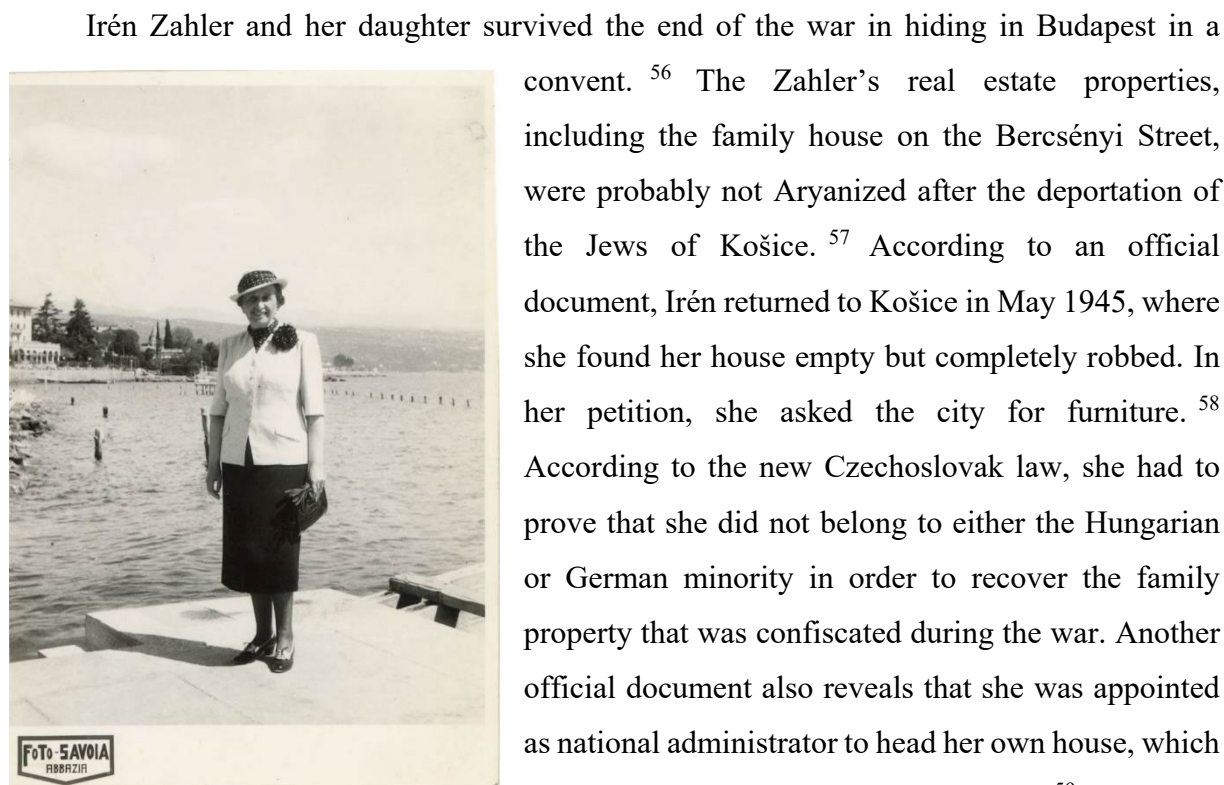 Irén Zahler and her daughter survived the end of the war in hiding in Budapest in a
convent. 56 The Zahler’s real estate properties,
including the family house on the Bercsényi Street,
were probably not Aryanized after the deportation of
the Jews of Košice. 57 According to an official
document, Irén returned to Košice in May 1945, where
she found her house empty but completely robbed. In
her petition, she asked the city for furniture. 58
According to the new Czechoslovak law, she had to
prove that she did not belong to either the Hungarian
or German minority in order to recover the family
property that was confiscated during the war. Another
official document also reveals that she was appointed
as national administrator to head her own house, which
FOTO-SAVOIA
ABBAZIA